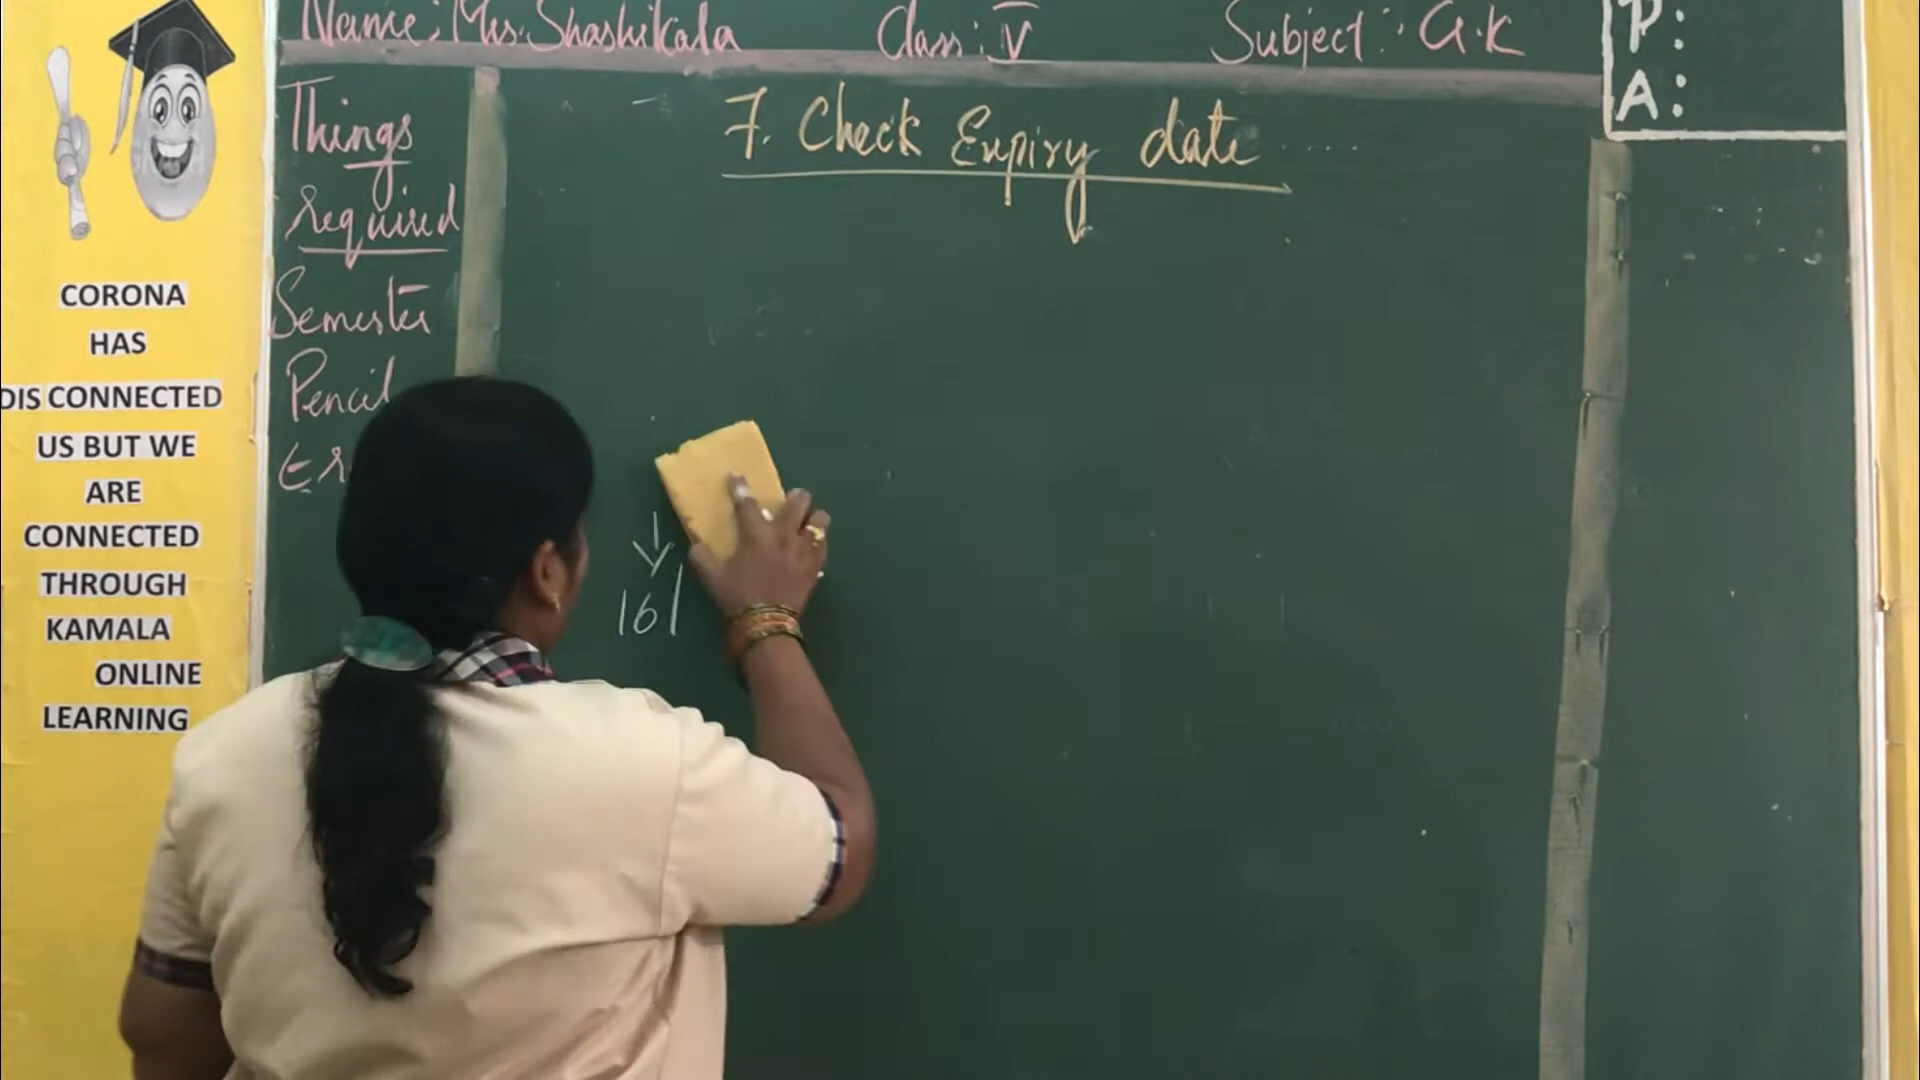 Name: Mrs. Shashikala Class: V Subject: G.K
P:
A:
Things
required
Semester
Pencil
7. Check Expiry date ....
16/
CORONA
HAS
DIS CONNECTED
US BUT WE
ARE
CONNECTED
THROUGH
KAMALA
ONLINE
LEARNING